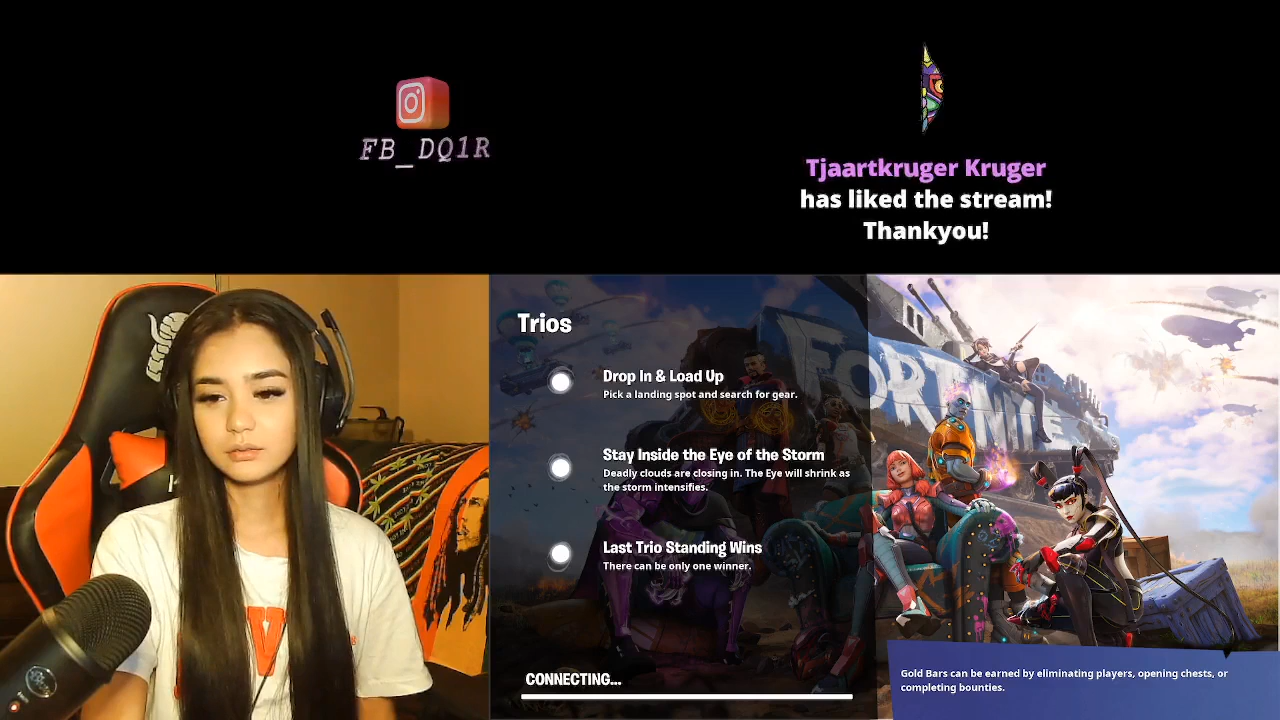 FB_DQ1R
Tjaartkruger Kruger
has liked the stream!
Thankyou!
Trios
Drop In & Load Up
Pick a landing spot and search for gear.
Stay Inside the Eye of the Storm
Deadly clouds are closing in. The Eye will shrink as
the storm intensifies.
Last Trio Standing Wins
There can be only one winner.
CONNECTING...
FORTNITE
Gold Bars can be earned by eliminating players, opening chests, or
completing bounties.